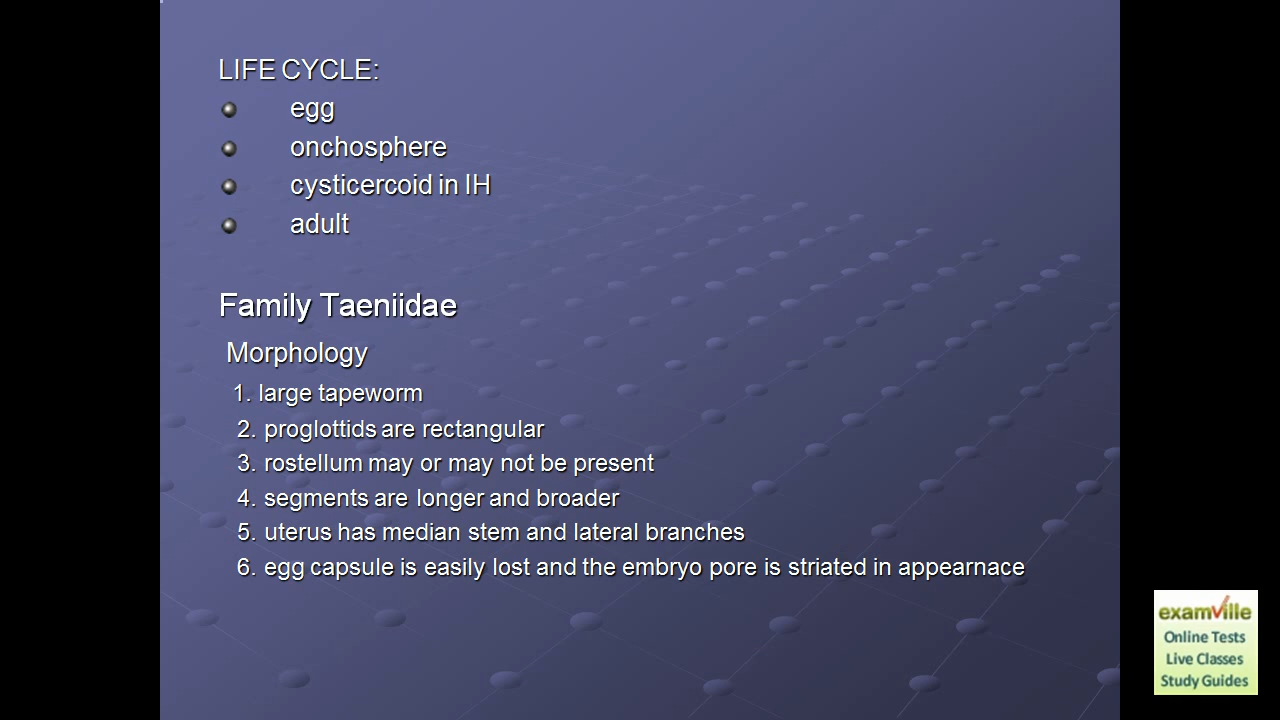 LIFE CYCLE:
egg
onchosphere
cysticercoid in IH
adult
Family Taeniidae
Morphology
1. large tapeworm
2. proglottids are rectangular
3. rostellum may or may not be present
4. segments are longer and broader
5. uterus has median stem and lateral branches
6. egg capsule is easily lost and the embryo pore is striated in appearnace
examville
Online Tests
Live Classes
Study Guides